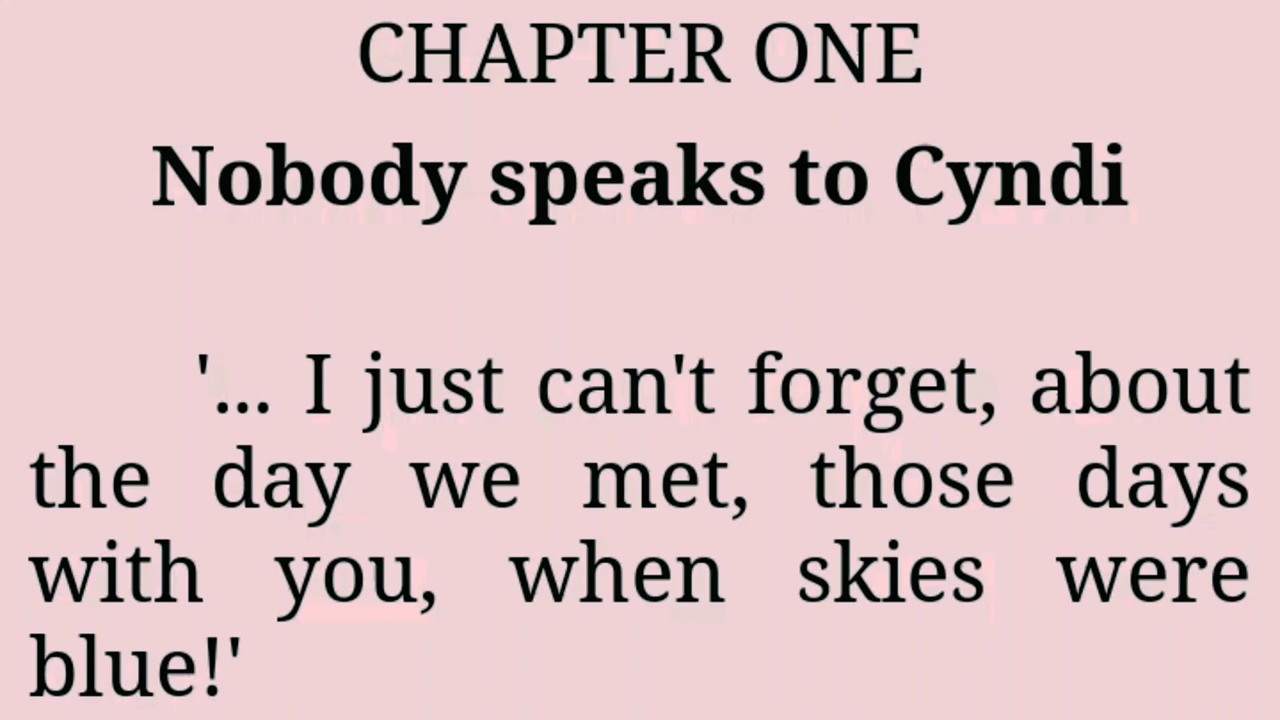 CHAPTER ONE
Nobody speaks to Cyndi
'... I just can't forget, about
the day we met, those days
with you, when skies were
blue!'